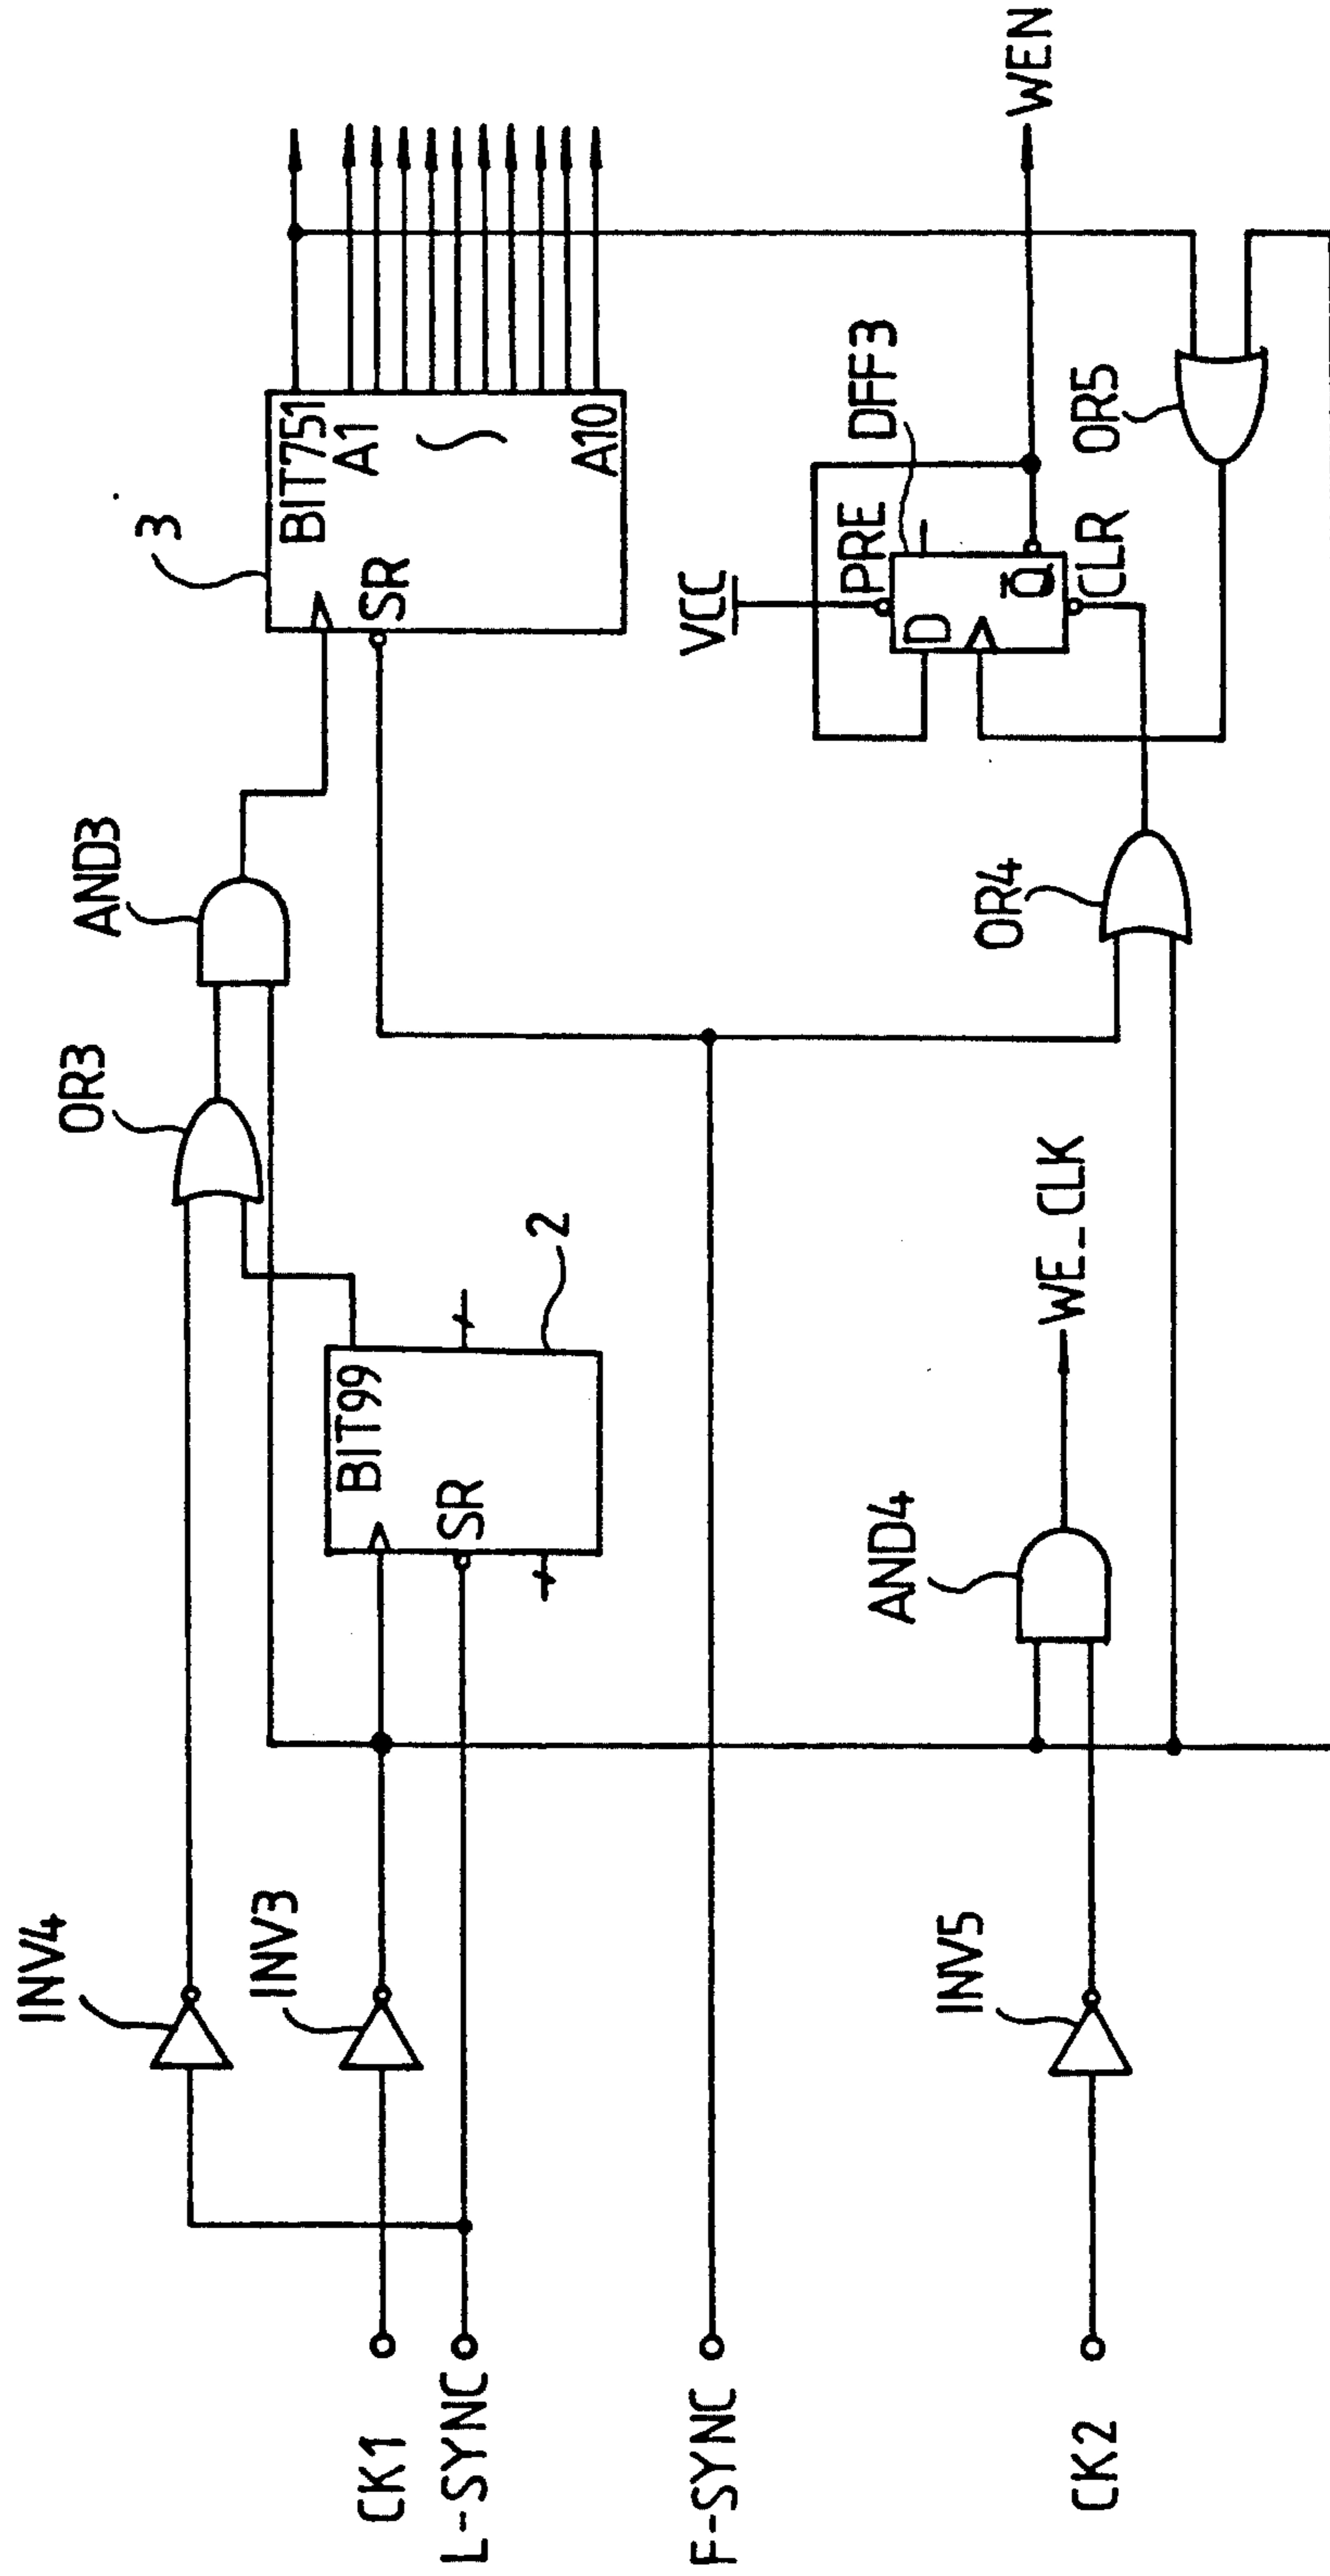 CK1
L-SYNC
F-SYNC
CK2
INV4
INV3
INV5
BIT99
SR
2
AND4
WE_CLK
OR3
AND3
OR4
3
BIT751
A1
A10
SR
VCC
PRE
DFF3
D
Q̅
CLR
OR5
WEN